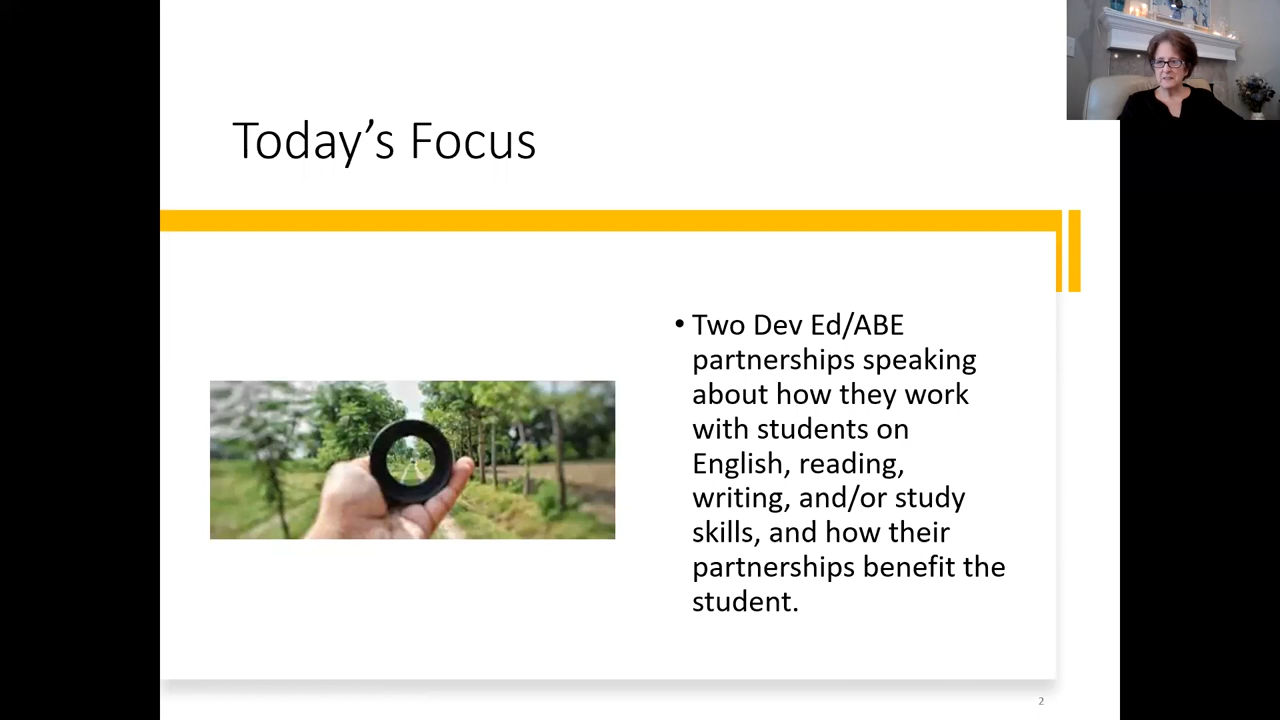 Today’s Focus
• Two Dev Ed/ABE
partnerships speaking
about how they work
with students on
English, reading,
writing, and/or study
skills, and how their
partnerships benefit the
student.
2